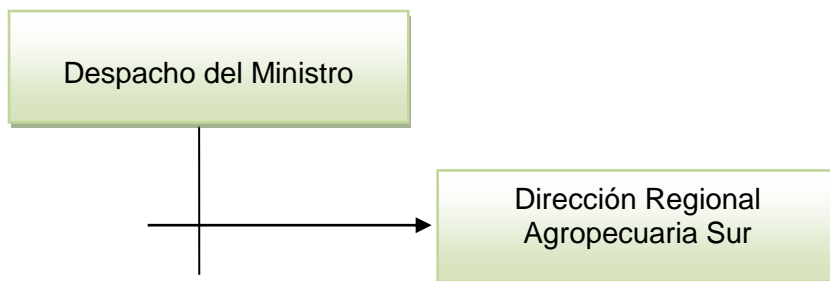 Despacho del Ministro
Dirección Regional
Agropecuaria Sur